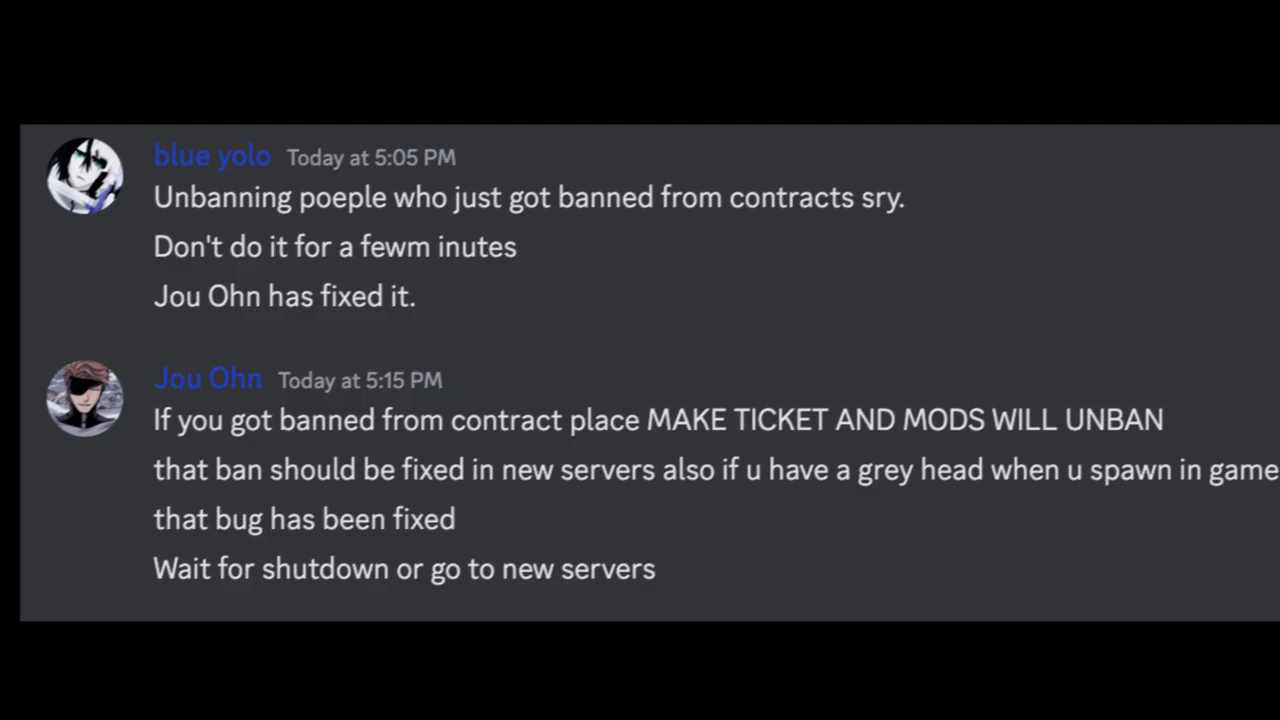 blue yolo Today at 5:05 PM
Unbanning poeple who just got banned from contracts sry.
Don't do it for a fewm inutes
Jou Ohn has fixed it.
Jou Ohn Today at 5:15 PM
If you got banned from contract place MAKE TICKET AND MODS WILL UNBAN
that ban should be fixed in new servers also if u have a grey head when u spawn in game
that bug has been fixed
Wait for shutdown or go to new servers